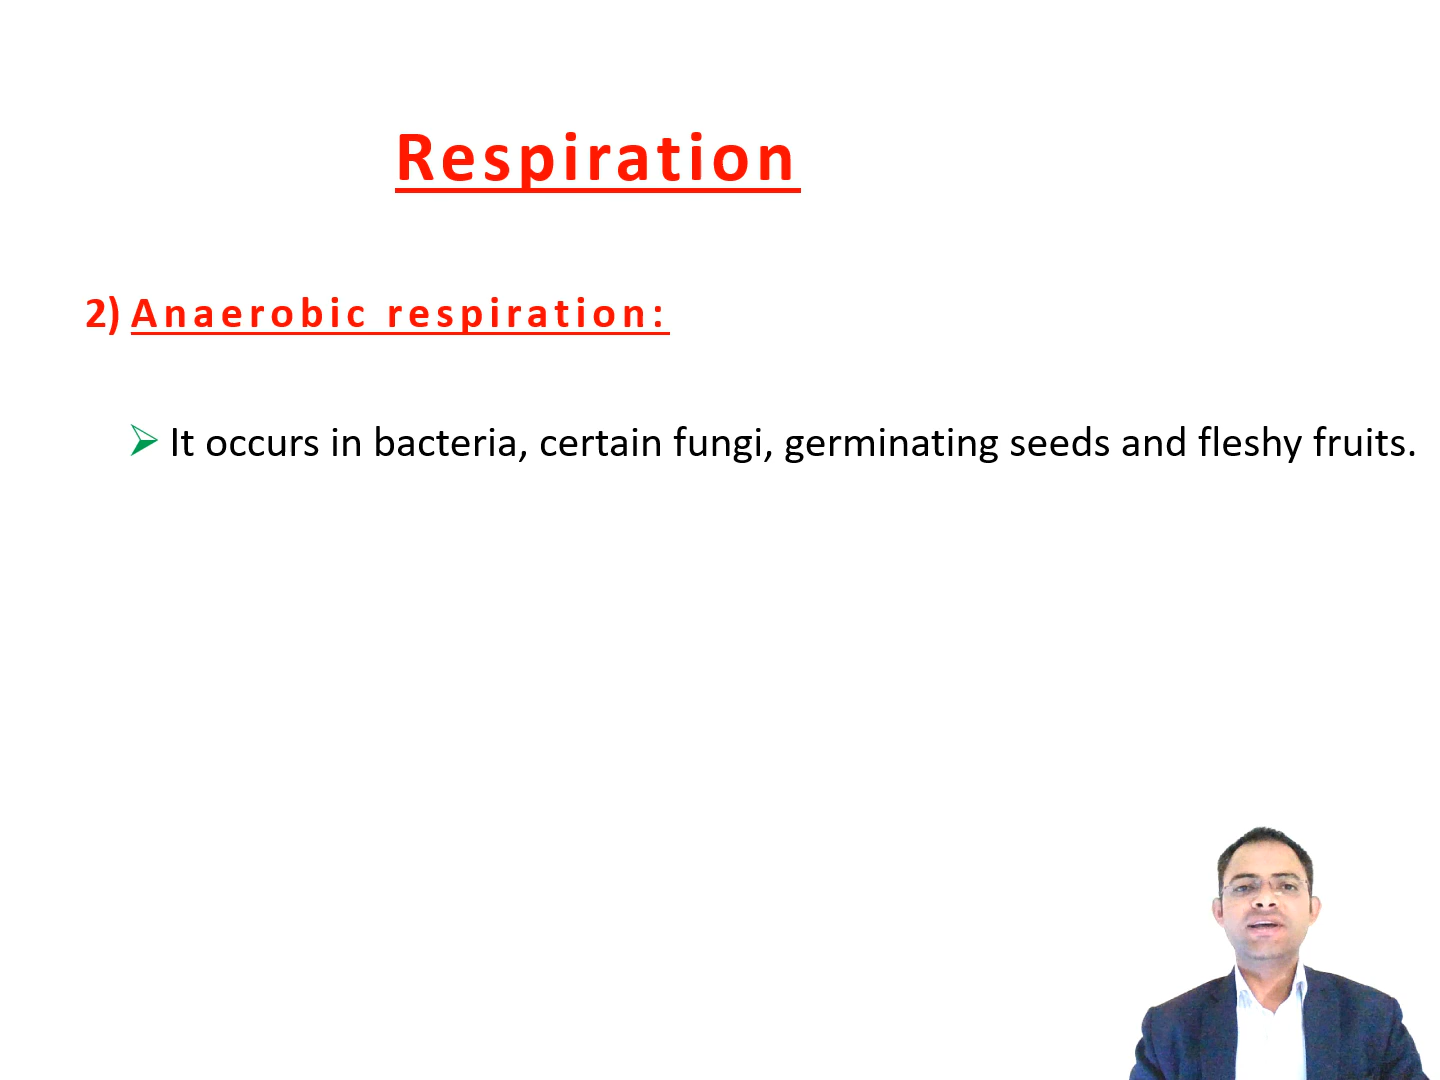 Respiration
2) Anaerobic respiration:
It occurs in bacteria, certain fungi, germinating seeds and fleshy fruits.